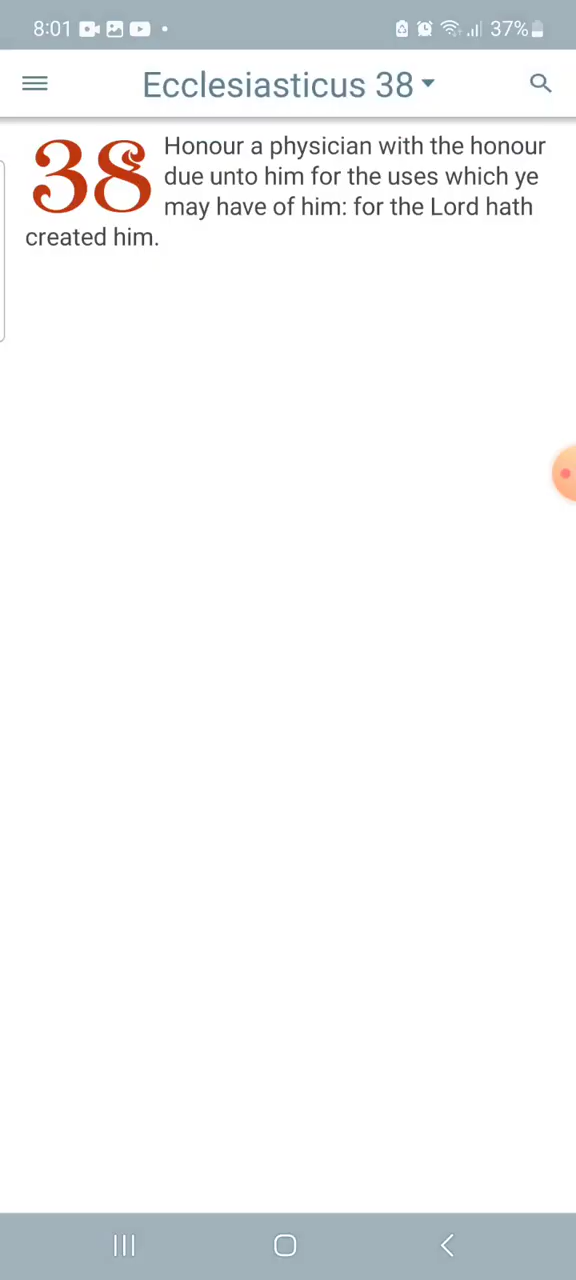 8:01
37%
Ecclesiasticus 38
38 Honour a physician with the honour
due unto him for the uses which ye
may have of him: for the Lord hath
created him.